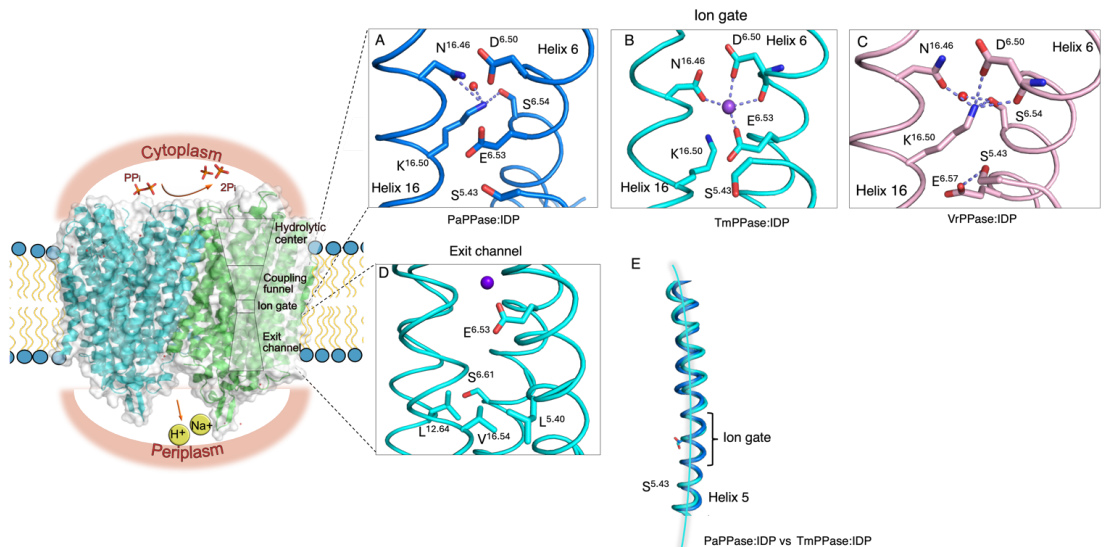 Ion gate
A
N16.46
D6.50
Helix 6
S6.54
E6.53
K16.50
Helix 16
S5.43
PaPPase:IDP
B
N16.46
D6.50
Helix 6
E6.53
K16.50
Helix 16
S5.43
TmPPase:IDP
C
N16.46
D6.50
Helix 6
S6.54
K16.50
S5.43
E6.57
Helix 16
VrPPase:IDP
Cytoplasm
PPi
2Pi
Hydrolytic
center
Coupling
funnel
Ion gate
Exit
channel
H+
Na+
Periplasm
Exit channel
D
E6.53
S6.61
L12.64
V16.54
L5.40
E
Ion gate
S5.43
Helix 5
PaPPase:IDP vs TmPPase:IDP